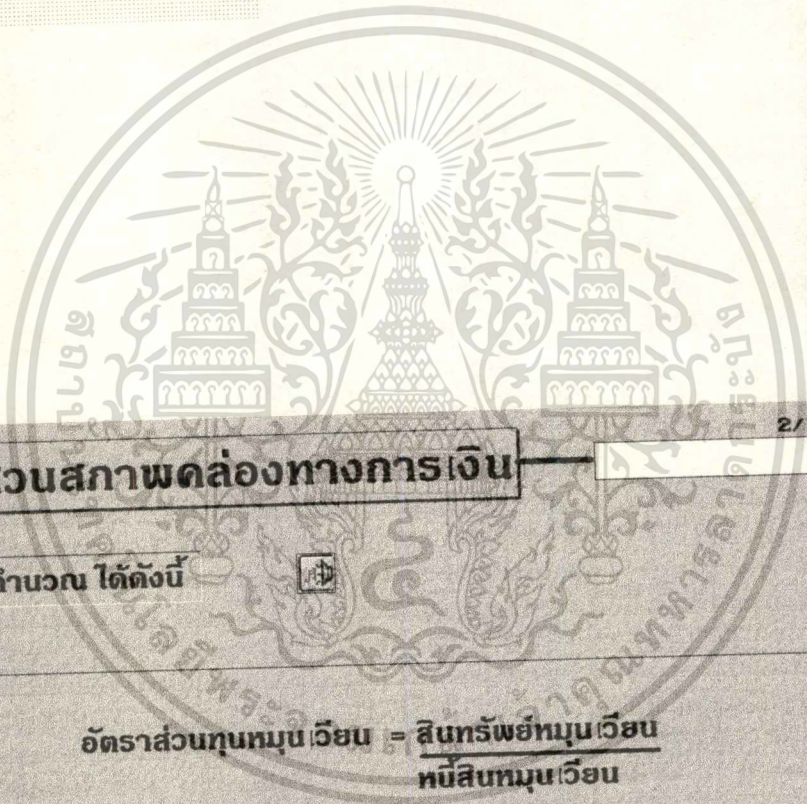 2/
ส่วนสภาพคล่องทางการเงิน
คำนวณ ได้ดังนี้
อัตราส่วนทุนหมุนเวียน = สินทรัพย์หมุนเวียน
หนี้สินหมุนเวียน